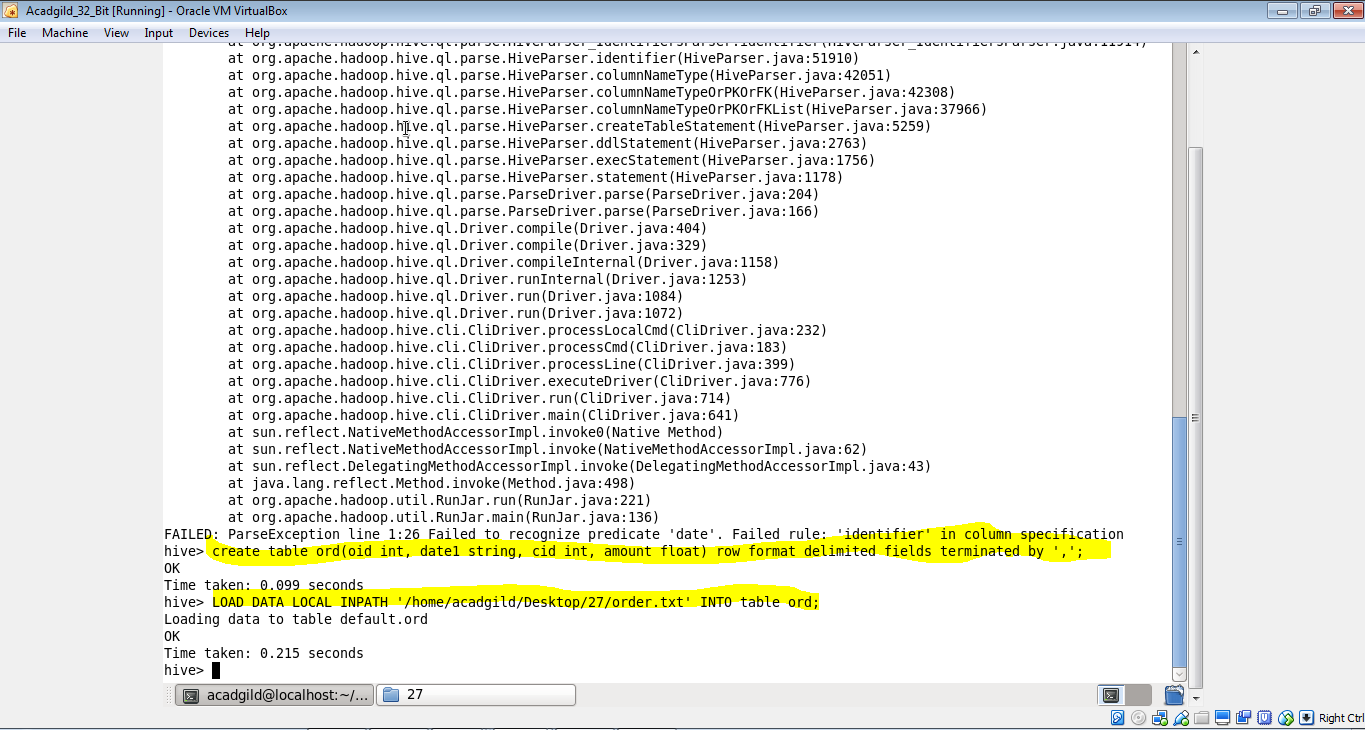 Acadgild_32_Bit [Running] - Oracle VM VirtualBox
File Machine View Input Devices Help
at org.apache.hadoop.hive.ql.parse.HiveParser_IdentifiersParser.identifier(HiveParser_IdentifiersParser.java:11514)
at org.apache.hadoop.hive.ql.parse.HiveParser.identifier(HiveParser.java:51910)
at org.apache.hadoop.hive.ql.parse.HiveParser.columnNameType(HiveParser.java:42051)
at org.apache.hadoop.hive.ql.parse.HiveParser.columnNameTypeOrPKOrFK(HiveParser.java:42308)
at org.apache.hadoop.hive.ql.parse.HiveParser.columnNameTypeOrPKOrFKList(HiveParser.java:37966)
at org.apache.hadoop.hive.ql.parse.HiveParser.createTableStatement(HiveParser.java:5259)
at org.apache.hadoop.hive.ql.parse.HiveParser.ddlStatement(HiveParser.java:2763)
at org.apache.hadoop.hive.ql.parse.HiveParser.execStatement(HiveParser.java:1756)
at org.apache.hadoop.hive.ql.parse.HiveParser.statement(HiveParser.java:1178)
at org.apache.hadoop.hive.ql.parse.ParseDriver.parse(ParseDriver.java:204)
at org.apache.hadoop.hive.ql.parse.ParseDriver.parse(ParseDriver.java:166)
at org.apache.hadoop.hive.ql.Driver.compile(Driver.java:404)
at org.apache.hadoop.hive.ql.Driver.compile(Driver.java:329)
at org.apache.hadoop.hive.ql.Driver.compileInternal(Driver.java:1158)
at org.apache.hadoop.hive.ql.Driver.runInternal(Driver.java:1253)
at org.apache.hadoop.hive.ql.Driver.run(Driver.java:1084)
at org.apache.hadoop.hive.ql.Driver.run(Driver.java:1072)
at org.apache.hadoop.hive.cli.CliDriver.processLocalCmd(CliDriver.java:232)
at org.apache.hadoop.hive.cli.CliDriver.processCmd(CliDriver.java:183)
at org.apache.hadoop.hive.cli.CliDriver.processLine(CliDriver.java:399)
at org.apache.hadoop.hive.cli.CliDriver.executeDriver(CliDriver.java:776)
at org.apache.hadoop.hive.cli.CliDriver.run(CliDriver.java:714)
at org.apache.hadoop.hive.cli.CliDriver.main(CliDriver.java:641)
at sun.reflect.NativeMethodAccessorImpl.invoke0(Native Method)
at sun.reflect.NativeMethodAccessorImpl.invoke(NativeMethodAccessorImpl.java:62)
at sun.reflect.DelegatingMethodAccessorImpl.invoke(DelegatingMethodAccessorImpl.java:43)
at java.lang.reflect.Method.invoke(Method.java:498)
at org.apache.hadoop.util.RunJar.run(RunJar.java:221)
at org.apache.hadoop.util.RunJar.main(RunJar.java:136)
FAILED: ParseException line 1:26 Failed to recognize predicate 'date'. Failed rule: 'identifier' in column specification
hive> create table ord(oid int, date1 string, cid int, amount float) row format delimited fields terminated by ',';
OK
Time taken: 0.099 seconds
hive> LOAD DATA LOCAL INPATH '/home/acadgild/Desktop/27/order.txt' INTO table ord;
Loading data to table default.ord
OK
Time taken: 0.215 seconds
hive>
acadgild@localhost:~/... 27
Right Ctrl